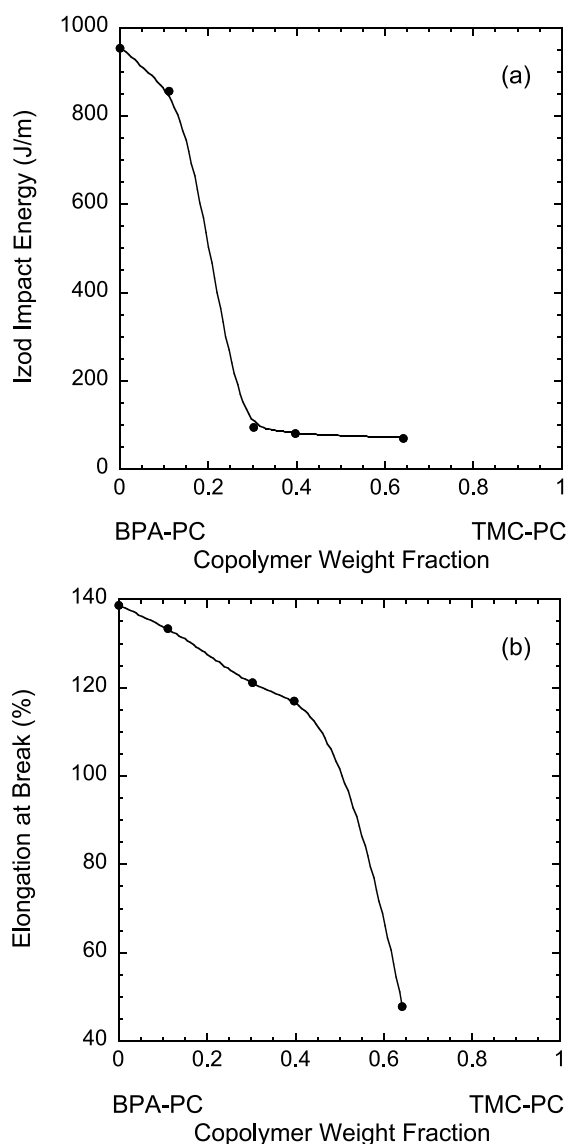 1000
(a)
800
600
400
200
0
Izod Impact Energy (J/m)
0 0.2 0.4 0.6 0.8 1
BPA-PC TMC-PC
Copolymer Weight Fraction
140
(b)
120
100
80
60
40
Elongation at Break (%)
0 0.2 0.4 0.6 0.8 1
BPA-PC TMC-PC
Copolymer Weight Fraction